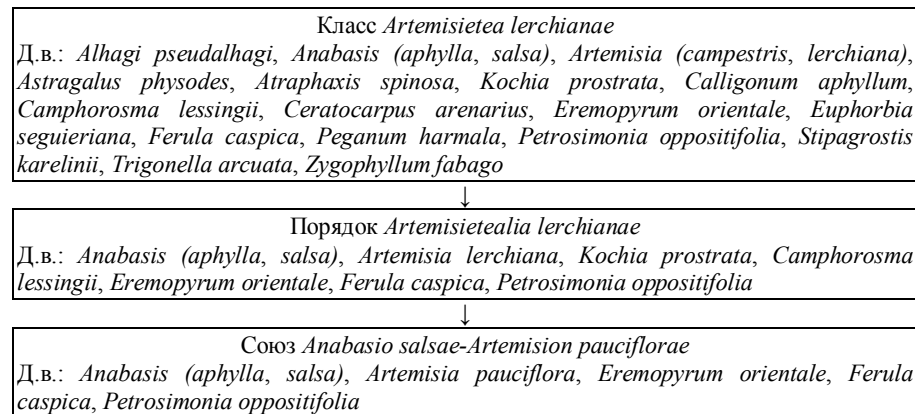 Класс Artemisietea lerchianae
Д.в.: Alhagi pseudalhagi, Anabasis (aphylla, salsa), Artemisia (campestris, lerchiana),
Astragalus physodes, Atraphaxis spinosa, Kochia prostrata, Calligonum aphyllum,
Camphorosma lessingii, Ceratocarpus arenarius, Eremopyrum orientale, Euphorbia
seguieriana, Ferula caspica, Peganum harmala, Petrosimonia oppositifolia, Stipagrostis
karelinii, Trigonella arcuata, Zygophyllum fabago
↓
Порядок Artemisietealia lerchianae
Д.в.: Anabasis (aphylla, salsa), Artemisia lerchiana, Kochia prostrata, Camphorosma
lessingii, Eremopyrum orientale, Ferula caspica, Petrosimonia oppositifolia
↓
Союз Anabasio salsae-Artemision pauciflorae
Д.в.: Anabasis (aphylla, salsa), Artemisia pauciflora, Eremopyrum orientale, Ferula
caspica, Petrosimonia oppositifolia